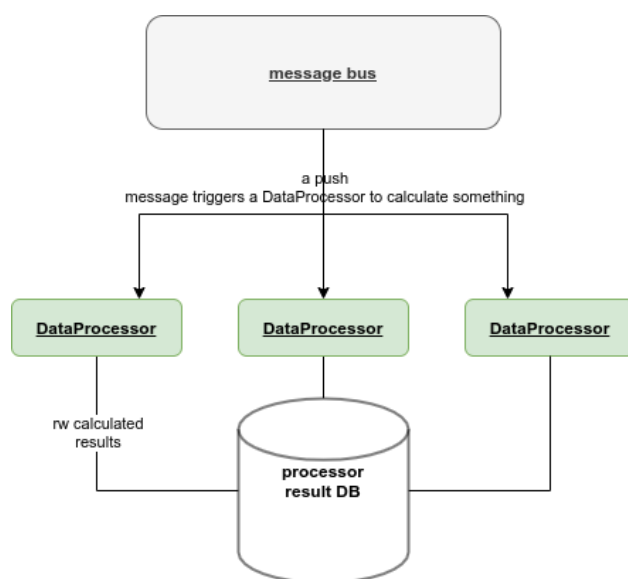 message bus
a push
message triggers a DataProcessor to calculate something
DataProcessor
DataProcessor
DataProcessor
rw calculated
results
processor
result DB